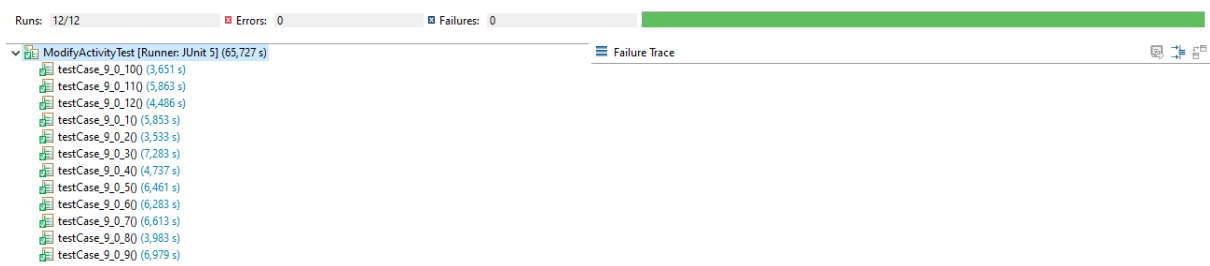 Runs: 12/12 Errors: 0 Failures: 0
ModifyActivityTest [Runner: JUnit 5] (65,727 s)
Failure Trace
testCase_9_0_10() (3,651 s)
testCase_9_0_11() (5,863 s)
testCase_9_0_12() (4,486 s)
testCase_9_0_1() (5,853 s)
testCase_9_0_2() (3,533 s)
testCase_9_0_3() (7,283 s)
testCase_9_0_4() (4,737 s)
testCase_9_0_5() (6,461 s)
testCase_9_0_6() (6,283 s)
testCase_9_0_7() (6,613 s)
testCase_9_0_8() (3,983 s)
testCase_9_0_9() (6,979 s)